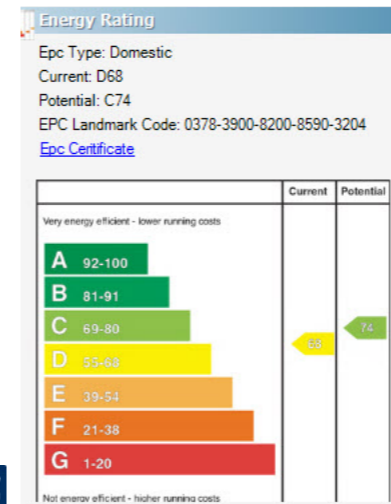 Energy Rating
Epc Type: Domestic
Current: D68
Potential: C74
EPC Landmark Code: 0378-3900-8200-8590-3204
Epc Ceritificate
Current Potential
Very energy efficient - lower running costs
A 92-100
B 81-91
C 69-80
74
68
D 55-68
E 39-54
F 21-38
G 1-20
Not energy efficient - higher running costs